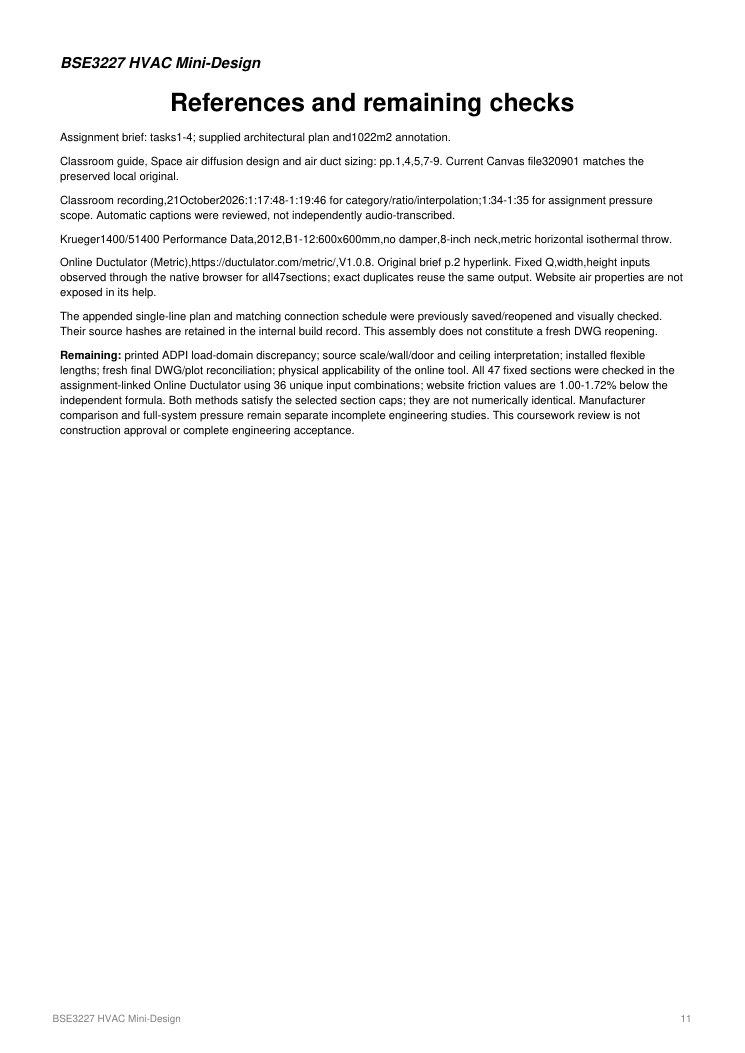 BSE3227 HVAC Mini-Design
References and remaining checks
Assignment brief: tasks1-4; supplied architectural plan and1022m2 annotation.
Classroom guide, Space air diffusion design and air duct sizing: pp.1,4,5,7-9. Current Canvas file320901 matches the
preserved local original.
Classroom recording,21October2026:1:17:48-1:19:46 for category/ratio/interpolation;1:34-1:35 for assignment pressure
scope. Automatic captions were reviewed, not independently audio-transcribed.
Krueger1400/51400 Performance Data,2012,B1-12:600x600mm,no damper,8-inch neck,metric horizontal isothermal throw.
Online Ductulator (Metric),https://ductulator.com/metric/,V1.0.8. Original brief p.2 hyperlink. Fixed Q,width,height inputs
observed through the native browser for all47sections; exact duplicates reuse the same output. Website air properties are not
exposed in its help.
The appended single-line plan and matching connection schedule were previously saved/reopened and visually checked.
Their source hashes are retained in the internal build record. This assembly does not constitute a fresh DWG reopening.
Remaining: printed ADPI load-domain discrepancy; source scale/wall/door and ceiling interpretation; installed flexible
lengths; fresh final DWG/plot reconciliation; physical applicability of the online tool. All 47 fixed sections were checked in the
assignment-linked Online Ductulator using 36 unique input combinations; website friction values are 1.00-1.72% below the
independent formula. Both methods satisfy the selected section caps; they are not numerically identical. Manufacturer
comparison and full-system pressure remain separate incomplete engineering studies. This coursework review is not
construction approval or complete engineering acceptance.
BSE3227 HVAC Mini-Design
11